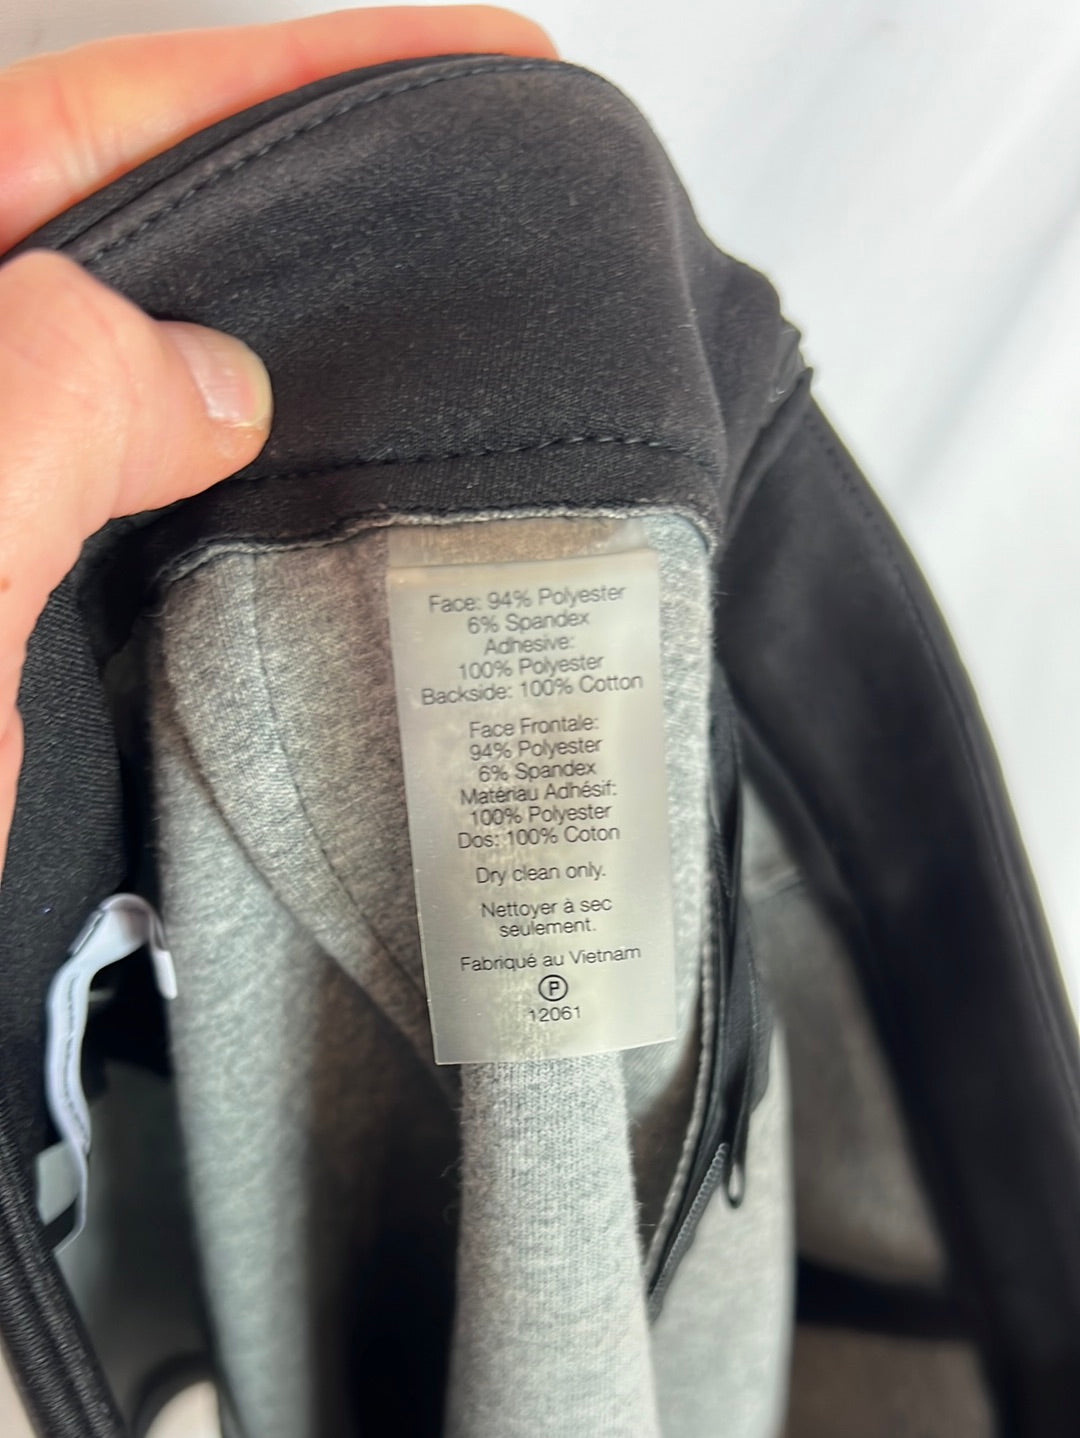 Face: 94% Polyester
6% Spandex
Adhesive:
100% Polyester
Backside: 100% Cotton
Face Frontale:
94% Polyester
6% Spandex
Matériau Adhésif:
100% Polyester
Dos: 100% Coton
Dry clean only.
Nettoyer à sec
seulement.
Fabriqué au Vietnam
P
12061